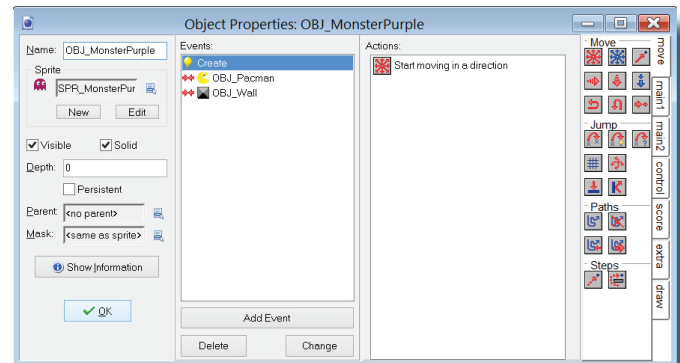 Object Properties: OBJ_MonsterPurple
Name: OBJ_MonsterPurple
Sprite
SPR_MonsterPur
New Edit
Visible Solid
Depth: 0
Persistent
Parent: <no parent>
Mask: <same as sprite>
Show Information
OK
Events:
Create
OBJ_Pacman
OBJ_Wall
Add Event
Delete Change
Actions:
Start moving in a direction
Move
Jump
Paths
Steps
move
main1
main2
control
score
extra
draw